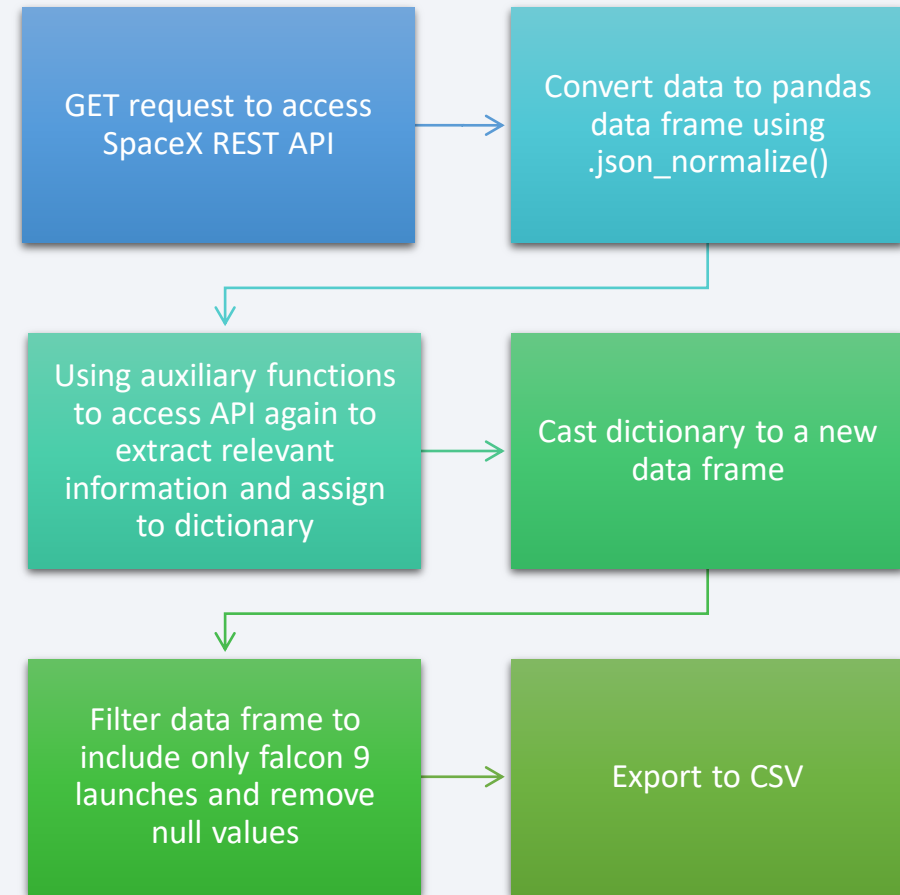 GET request to access
SpaceX REST API
Convert data to pandas
data frame using
.json_normalize()
Using auxiliary functions
to access API again to
extract relevant
information and assign
to dictionary
Cast dictionary to a new
data frame
Filter data frame to
include only falcon 9
launches and remove
null values
Export to CSV